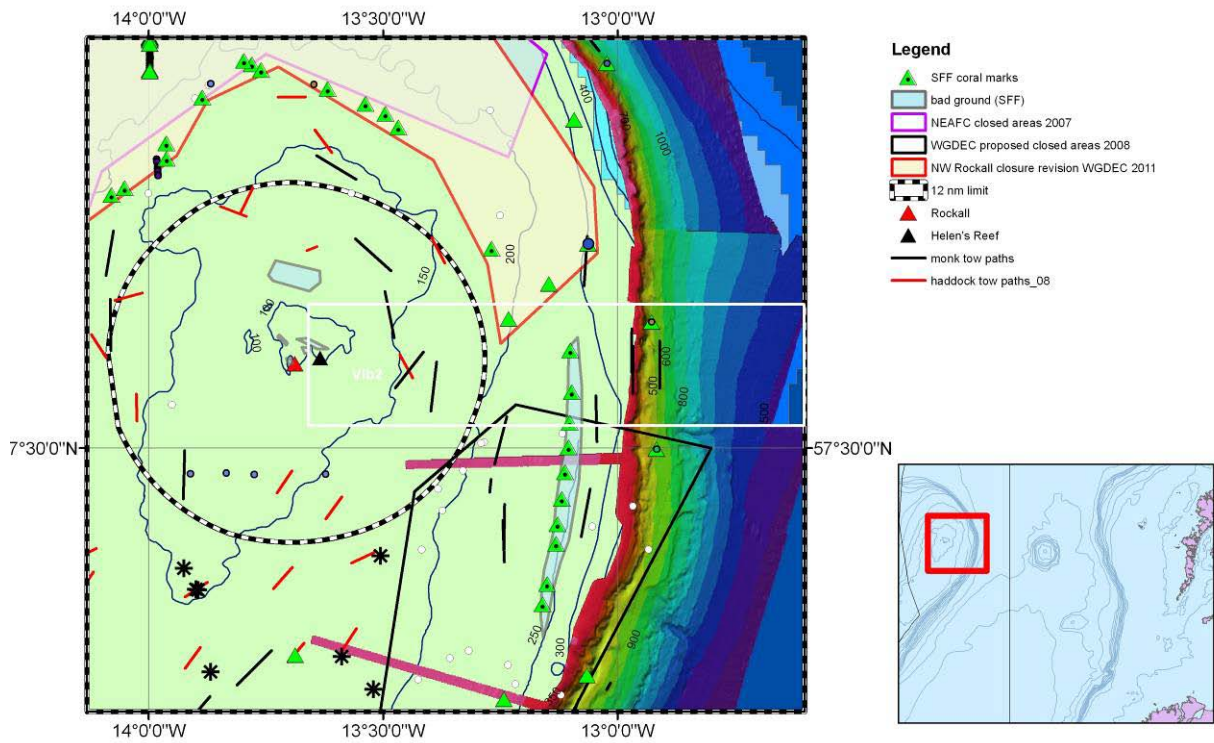 14°0'0"W 13°30'0"W 13°0'0"W
Legend
SFF coral marks
bad ground (SFF)
NEAFC closed areas 2007
WGDEC proposed closed areas 2008
NW Rockall closure revision WGDEC 2011
12 nm limit
Rockall
Helen's Reef
monk tow paths
haddock tow paths_08
400
1000
200
150
100
600
500
800
500
7°30'0"N 57°30'0"N
250
300
900
14°0'0"W 13°30'0"W 13°0'0"W